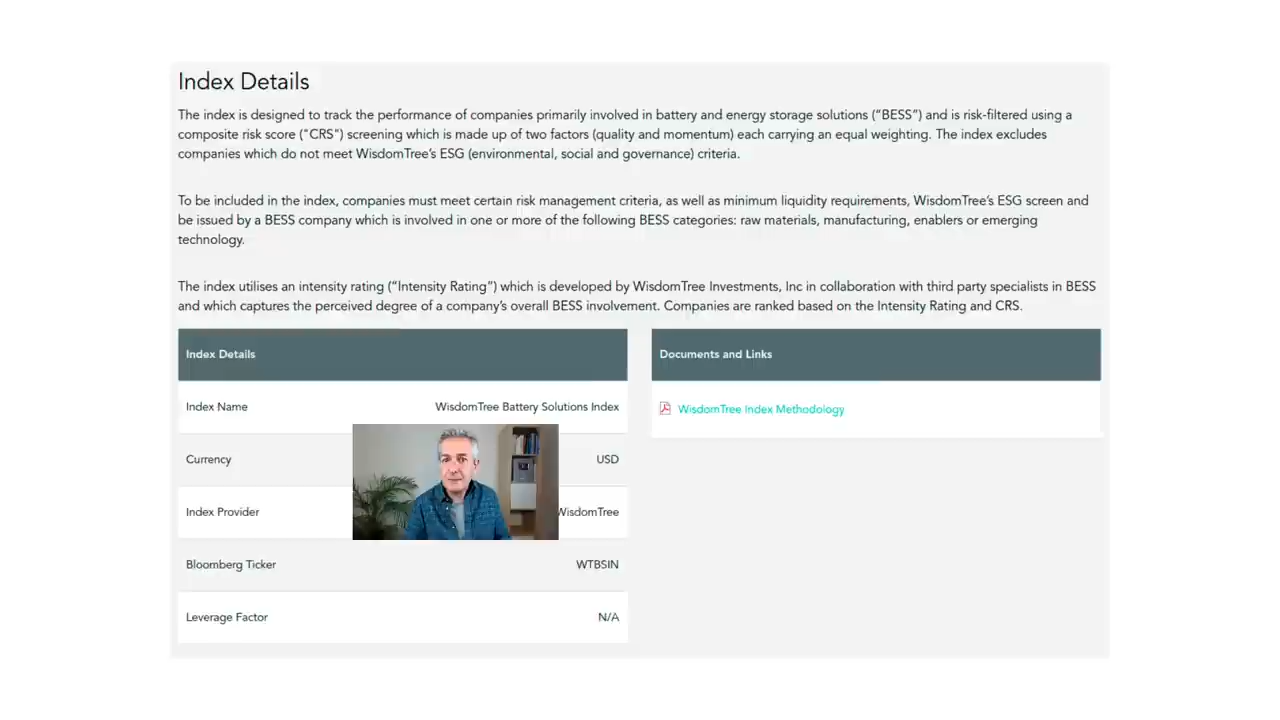 Index Details
The index is designed to track the performance of companies primarily involved in battery and energy storage solutions (“BESS”) and is risk-filtered using a
composite risk score ("CRS") screening which is made up of two factors (quality and momentum) each carrying an equal weighting. The index excludes
companies which do not meet WisdomTree’s ESG (environmental, social and governance) criteria.
To be included in the index, companies must meet certain risk management criteria, as well as minimum liquidity requirements, WisdomTree’s ESG screen and
be issued by a BESS company which is involved in one or more of the following BESS categories: raw materials, manufacturing, enablers or emerging
technology.
The index utilises an intensity rating (“Intensity Rating”) which is developed by WisdomTree Investments, Inc in collaboration with third party specialists in BESS
and which captures the perceived degree of a company’s overall BESS involvement. Companies are ranked based on the Intensity Rating and CRS.
Index Details
Index Name WisdomTree Battery Solutions Index
Currency USD
Index Provider WisdomTree
Bloomberg Ticker WTBSIN
Leverage Factor N/A
Documents and Links
WisdomTree Index Methodology